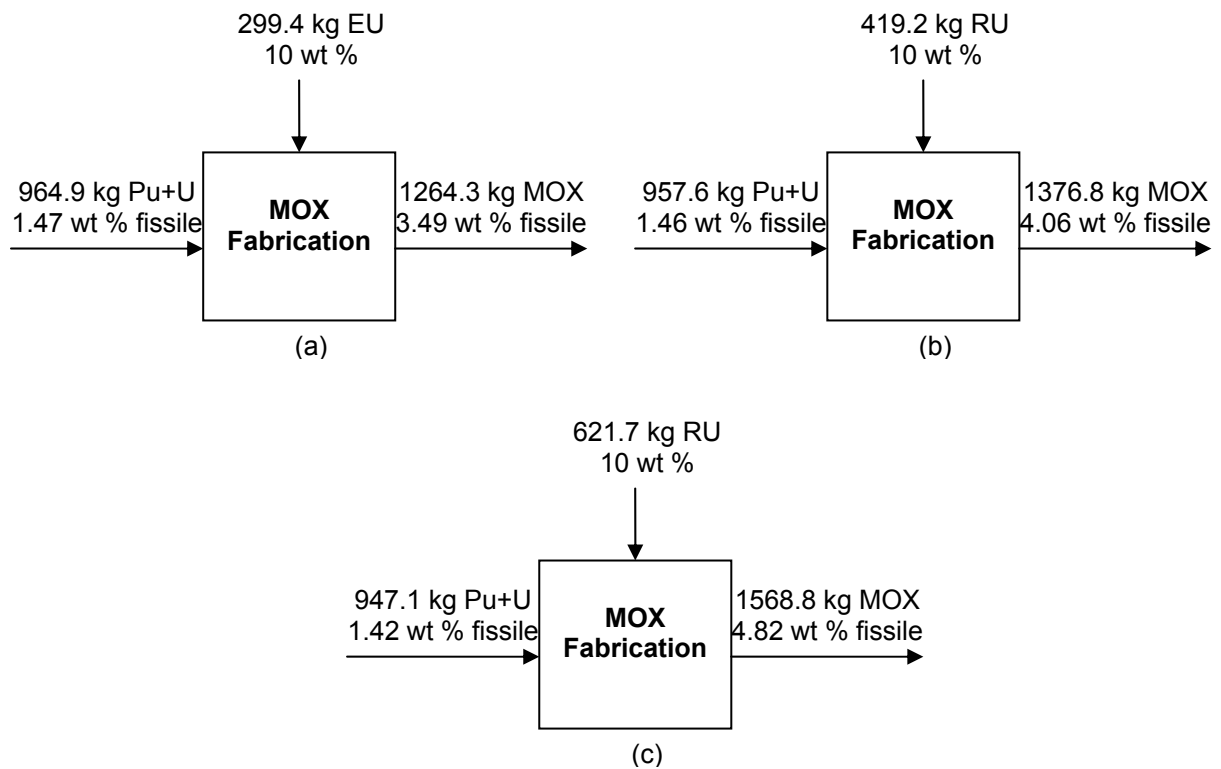 299.4 kg EU
10 wt %
964.9 kg Pu+U
1.47 wt % fissile
MOX
Fabrication
1264.3 kg MOX
3.49 wt % fissile
(a)
419.2 kg RU
10 wt %
957.6 kg Pu+U
1.46 wt % fissile
MOX
Fabrication
1376.8 kg MOX
4.06 wt % fissile
(b)
621.7 kg RU
10 wt %
947.1 kg Pu+U
1.42 wt % fissile
MOX
Fabrication
1568.8 kg MOX
4.82 wt % fissile
(c)